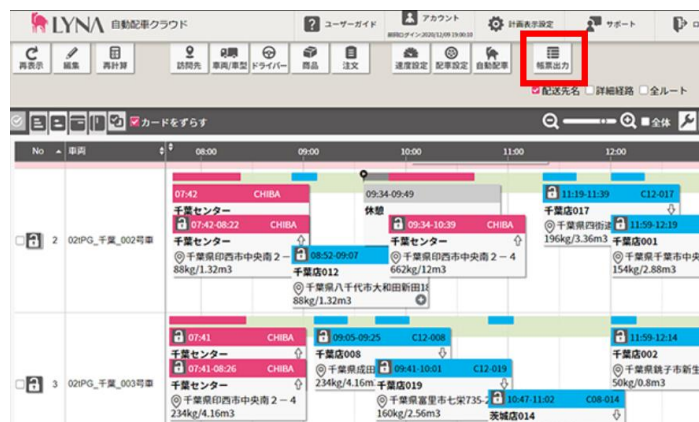 LYNA 自動配車クラウド
ユーザーガイド
アカウント
前回ログイン:2020/12/09 19:00:10
計画表示設定
サポート
再表示 編集 再計算 訪問先 車両/車型 ドライバー 商品 注文 速度設定 配車設定 自動配車 帳票出力
配送先名 詳細経路 全ルート
カードをずらす
全体
No 車両 08:00 09:00 10:00 11:00 12:00
07:42 CHIBA
千葉センター
07:42-08:22 CHIBA
千葉センター
千葉県印西市中央南2-
88kg/1.32m3
08:52-09:07
千葉店012
千葉県八千代市大和田新田18
88kg/1.32m3
09:34-09:49
休憩
09:34-10:39 CHIBA
千葉センター
千葉県印西市中央南2-4
662kg/12m3
11:19-11:39 C12-017
千葉店017
千葉県四街道
196kg/3.36m3
11:59-12:19
千葉店001
千葉県千葉市中央
154kg/2.88m3
2 02tPG_千葉_002号車
07:41 CHIBA
千葉センター
07:41-08:26 CHIBA
千葉センター
千葉県印西市中央南2-4
234kg/4.16m3
09:05-09:25 C12-008
千葉店008
千葉県成田
234kg/4.16m
09:41-10:01 C12-019
千葉店019
千葉県富里市七栄735-2
160kg/2.56m3
10:47-11:02 C08-014
茨城店014
11:59-12:14
千葉店002
千葉県銚子市新生
50kg/0.8m3
3 02tPG_千葉_003号車